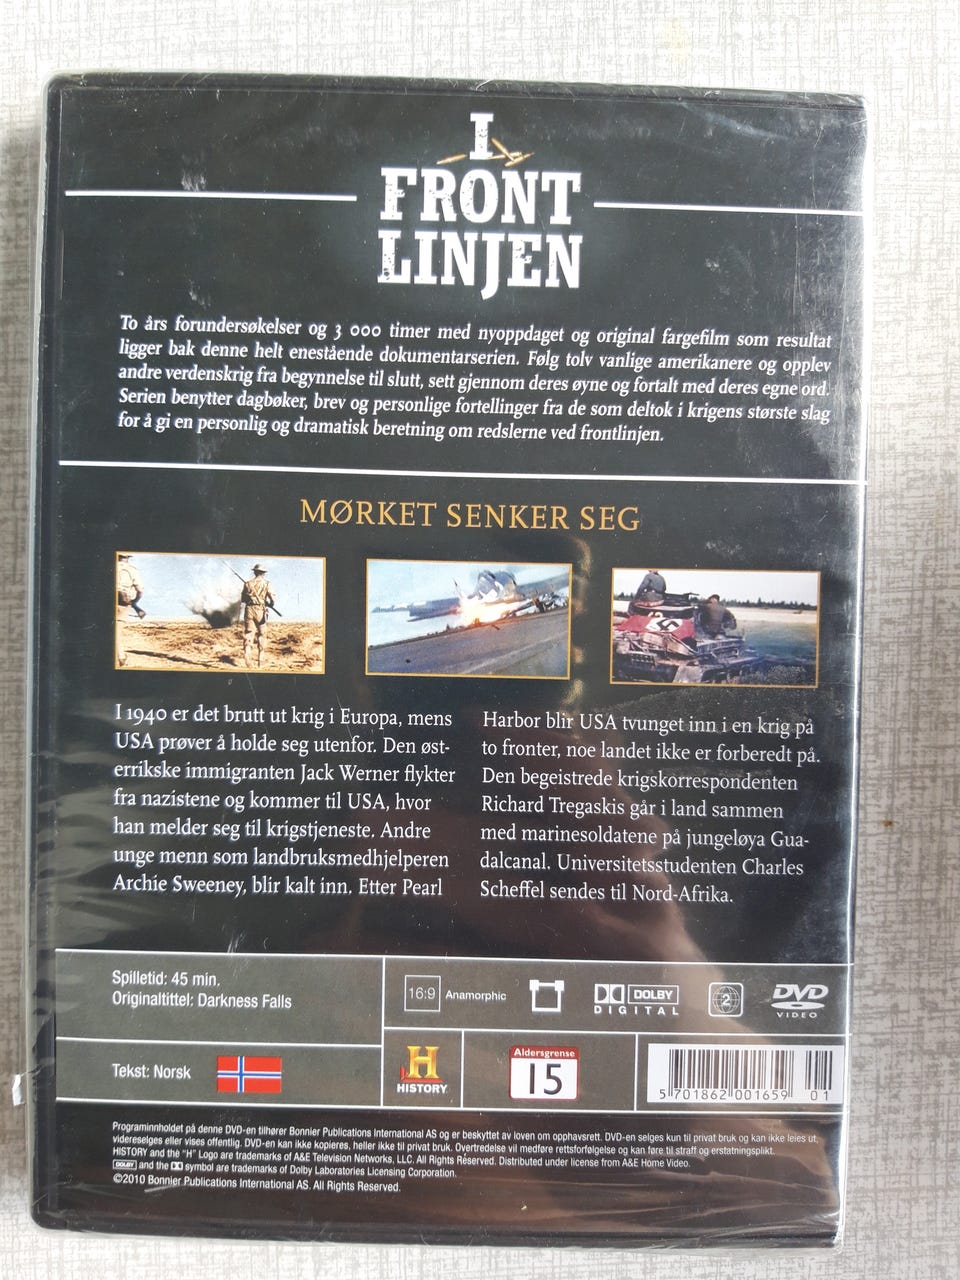 I
FRONT
LINJEN
To års forundersøkelser og 3 000 timer med nyoppdaget og original fargefilm som resultat
ligger bak denne helt enestående dokumentarserien. Følg tolv vanlige amerikanere og opplev
andre verdenskrig fra begynnelse til slutt, sett gjennom deres øyne og fortalt med deres egne ord.
Serien benytter dagbøker, brev og personlige fortellinger fra de som deltok i krigens største slag
for å gi en personlig og dramatisk beretning om redslerne ved frontlinjen.
MØRKET SENKER SEG
I 1940 er det brutt ut krig i Europa, mens
USA prøver å holde seg utenfor. Den øst-
errikske immigranten Jack Werner flykter
fra nazistene og kommer til USA, hvor
han melder seg til krigstjeneste. Andre
unge menn som landbruksmedhjelperen
Archie Sweeney, blir kalt inn. Etter Pearl
Harbor blir USA tvunget inn i en krig på
to fronter, noe landet ikke er forberedt på.
Den begeistrede krigskorrespondenten
Richard Tregaskis går i land sammen
med marinesoldatene på jungeløya Gua-
dalcanal. Universitetsstudenten Charles
Scheffel sendes til Nord-Afrika.
Spilletid: 45 min.
Originaltittel: Darkness Falls
16:9 Anamorphic
DOLBY
DIGITAL
2
DVD
VIDEO
Tekst: Norsk
H
HISTORY
Aldersgrense
15
5 701862 001659 01
Programinnholdet på denne DVD-en tilhører Bonnier Publications International AS og er beskyttet av loven om opphavsrett. DVD-en selges kun til privat bruk og kan ikke leies ut,
videreselges eller vises offentlig. DVD-en kan ikke kopieres, heller ikke til privat bruk. Overtredelse vil medføre rettsforfølgelse og kan føre til straff og erstatningsplikt.
HISTORY and the "H" Logo are trademarks of A&E Television Networks, LLC. All Rights Reserved. Distributed under license from A&E Home Video.
DOLBY and the DD symbol are trademarks of Dolby Laboratories Licensing Corporation.
©2010 Bonnier Publications International AS. All Rights Reserved.